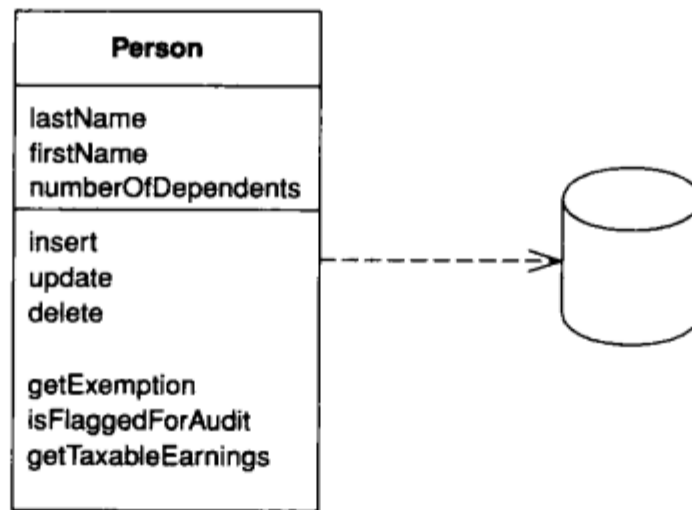 Person
lastName
firstName
numberOfDependents
insert
update
delete
getExemption
isFlaggedForAudit
getTaxableEarnings